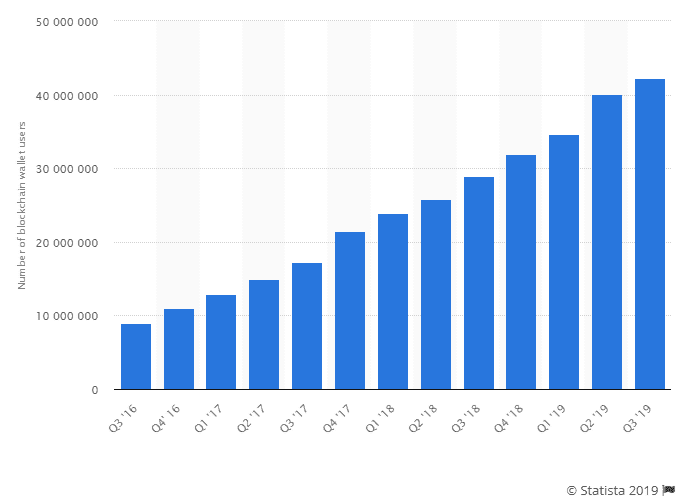 50 000 000
40 000 000
30 000 000
20 000 000
10 000 000
0
Number of blockchain wallet users
Q3 '16
Q4' 16
Q1 '17
Q2 '17
Q3 '17
Q4 '17
Q1 '18
Q2 '18
Q3 '18
Q4 '18
Q1 '19
Q2 '19
Q3 '19
© Statista 2019